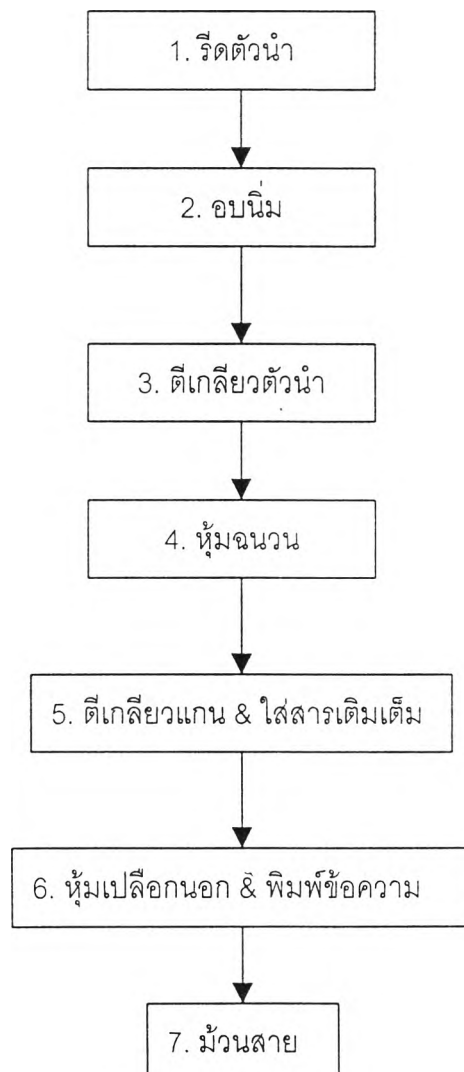 1. รีดตัวนำ
2. อบนิ่ม
3. ตีเกลียวตัวนำ
4. หุ้มฉนวน
5. ตีเกลียวแกน & ใส่สารเติมเต็ม
6. หุ้มเปลือกนอก & พิมพ์ข้อความ
7. ม้วนสาย